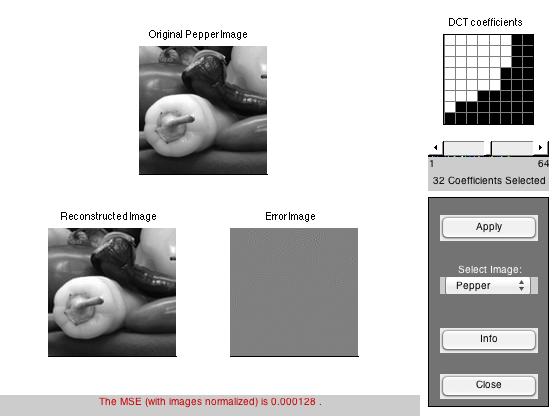 Original Pepper Image
DCT coefficients
1 64
32 Coefficients Selected
Reconstructed Image
Error Image
Apply
Select Image:
Pepper
Info
Close
The MSE (with images normalized) is 0.000128 .